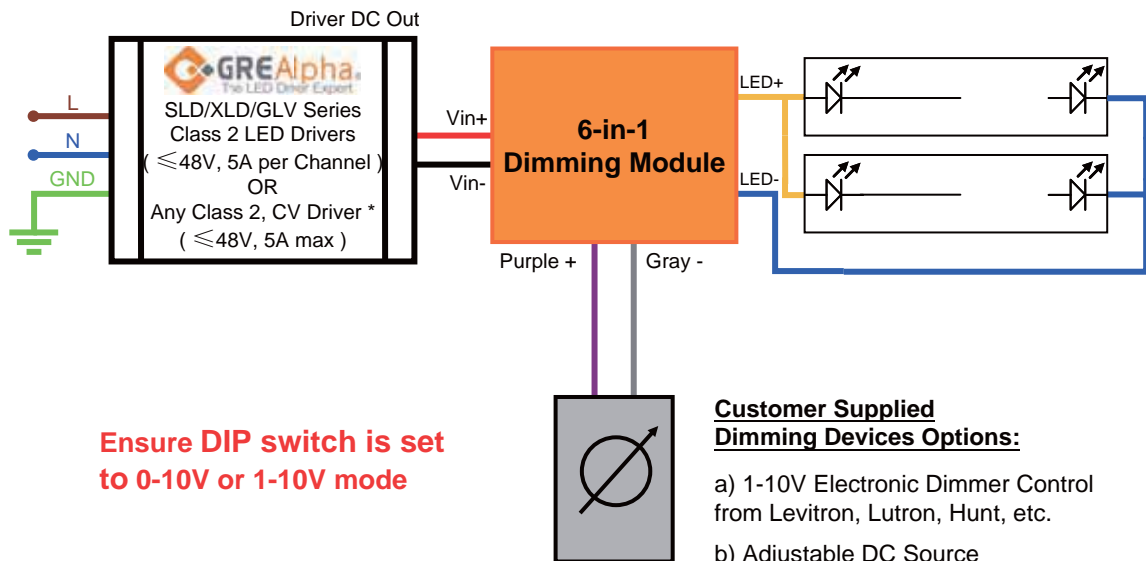 Driver DC Out
GREAlpha.
The LED Driver Expert
SLD/XLD/GLV Series
Class 2 LED Drivers
( ≤48V, 5A per Channel )
OR
Any Class 2, CV Driver *
( ≤48V, 5A max )
L
N
GND
Vin+
Vin-
6-in-1
Dimming Module
LED+
LED-
Purple +
Gray -
Ensure DIP switch is set
to 0-10V or 1-10V mode
Customer Supplied
Dimming Devices Options:
a) 1-10V Electronic Dimmer Control
from Levitron, Lutron, Hunt, etc.
b) Adjustable DC Source